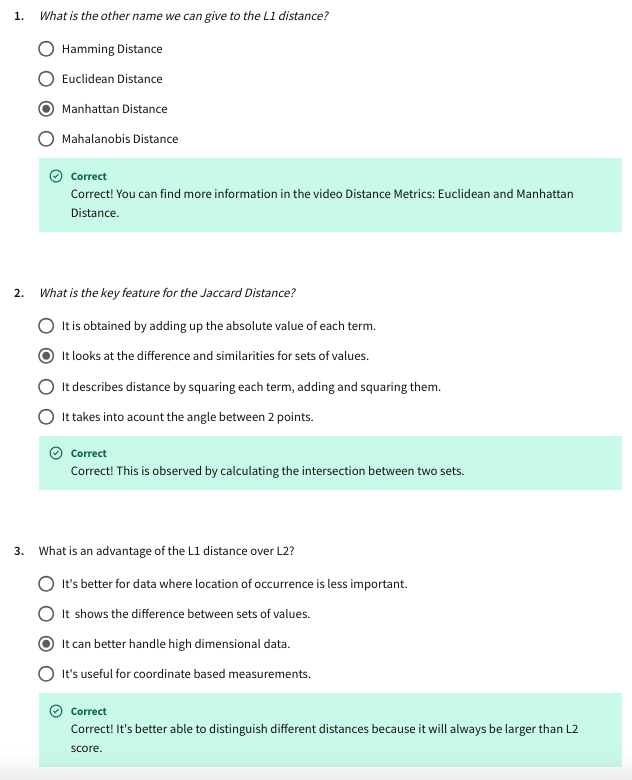 1. What is the other name we can give to the L1 distance?
Hamming Distance
Euclidean Distance
Manhattan Distance
Mahalanobis Distance
Correct
Correct! You can find more information in the video Distance Metrics: Euclidean and Manhattan
Distance.
2. What is the key feature for the Jaccard Distance?
It is obtained by adding up the absolute value of each term.
It looks at the difference and similarities for sets of values.
It describes distance by squaring each term, adding and squaring them.
It takes into acount the angle between 2 points.
Correct
Correct! This is observed by calculating the intersection between two sets.
3. What is an advantage of the L1 distance over L2?
It's better for data where location of occurrence is less important.
It  shows the difference between sets of values.
It can better handle high dimensional data.
It's useful for coordinate based measurements.
Correct
Correct! It's better able to distinguish different distances because it will always be larger than L2
score.